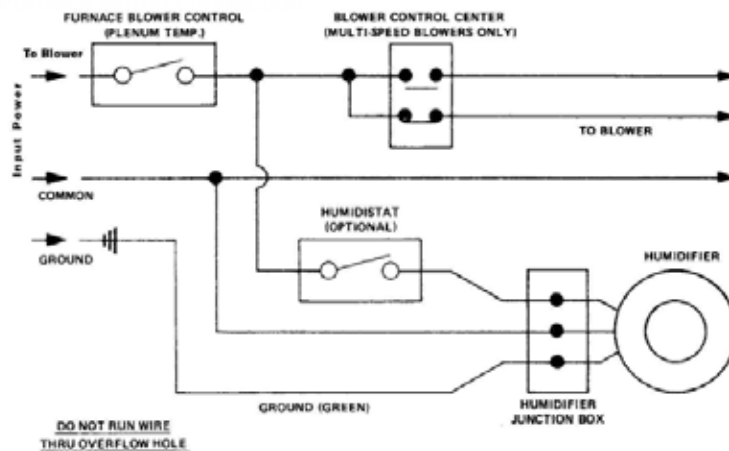 FURNACE BLOWER CONTROL
(PLENUM TEMP.)
BLOWER CONTROL CENTER
(MULTI-SPEED BLOWERS ONLY)
To Blower
Input Power
TO BLOWER
COMMON
HUMIDISTAT
(OPTIONAL)
GROUND
HUMIDIFIER
GROUND (GREEN)
HUMIDIFIER
JUNCTION BOX
DO NOT RUN WIRE
THRU OVERFLOW HOLE